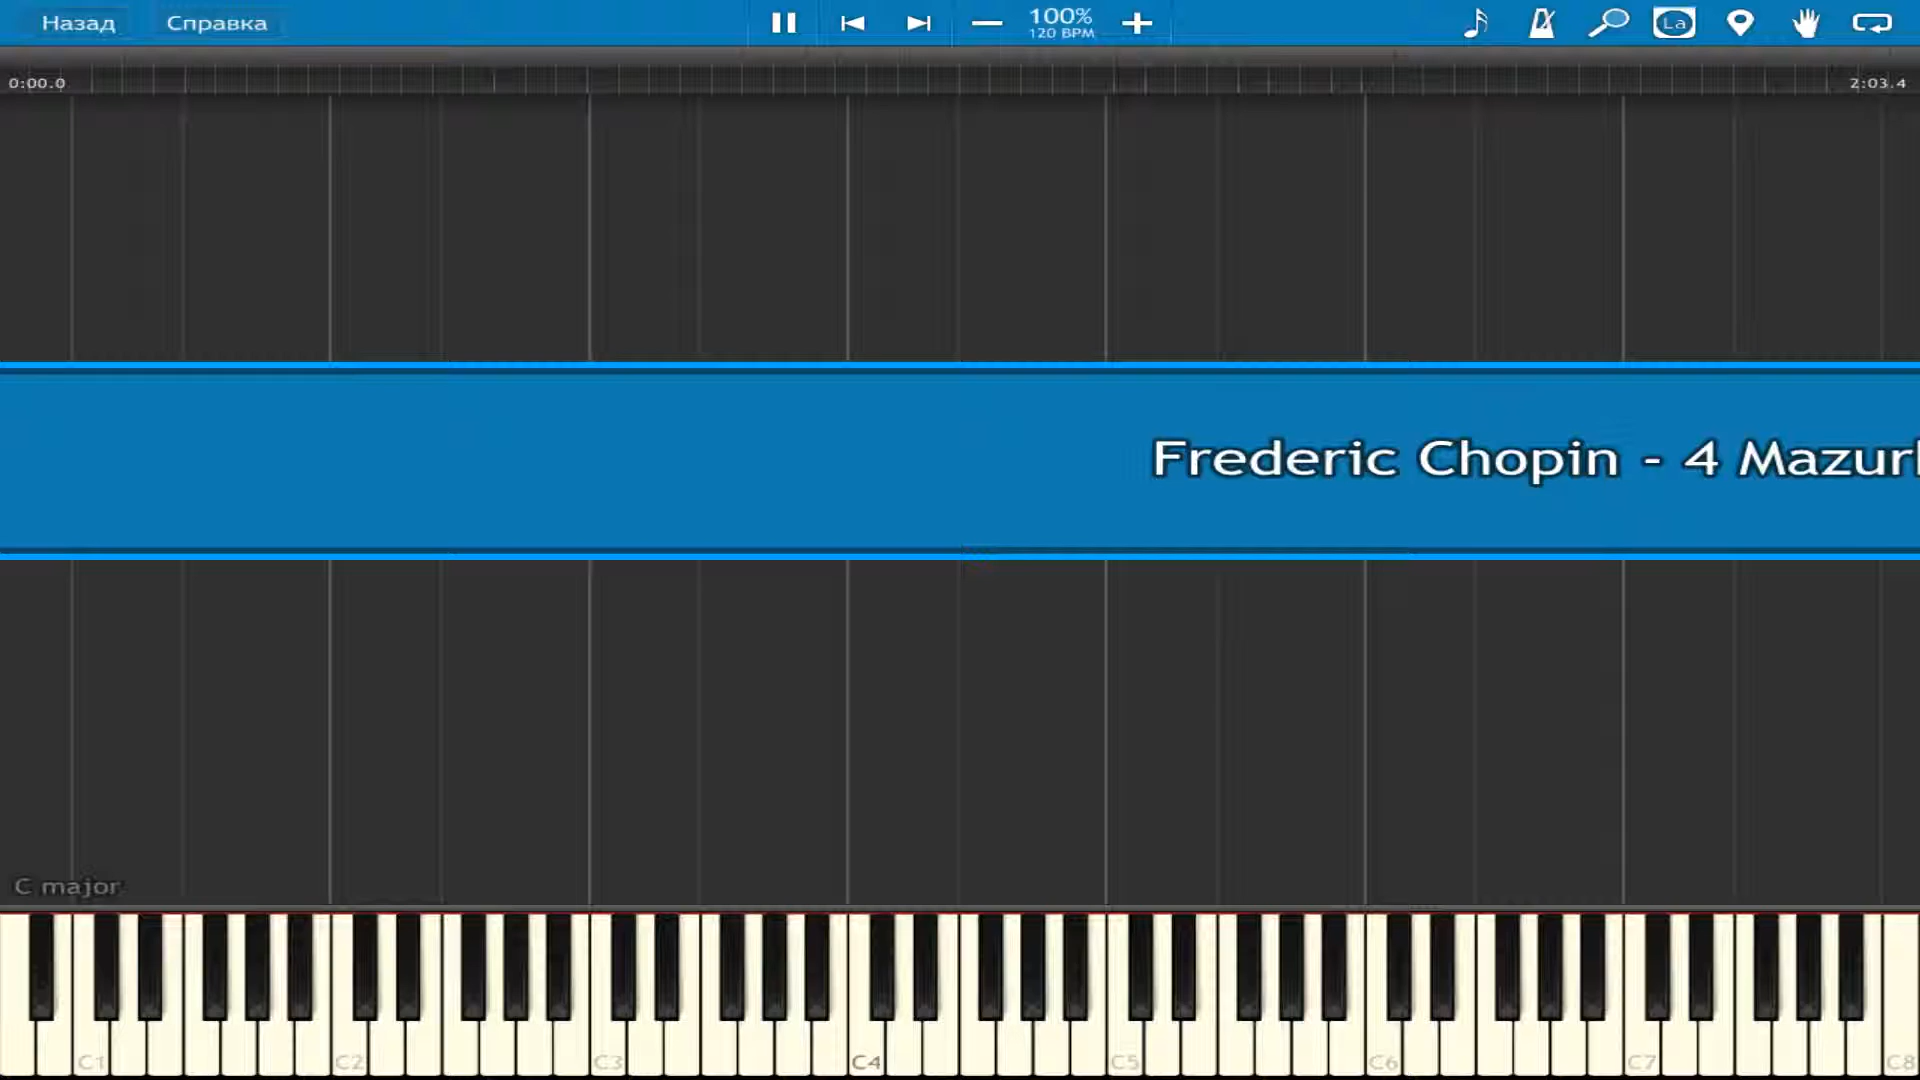 Назад Справка 100%
120 BPM
La
0:00.0 2:03.4
Frederic Chopin - 4 Mazur
C major
C1 C2 C3 C4 C5 C6 C7 C8